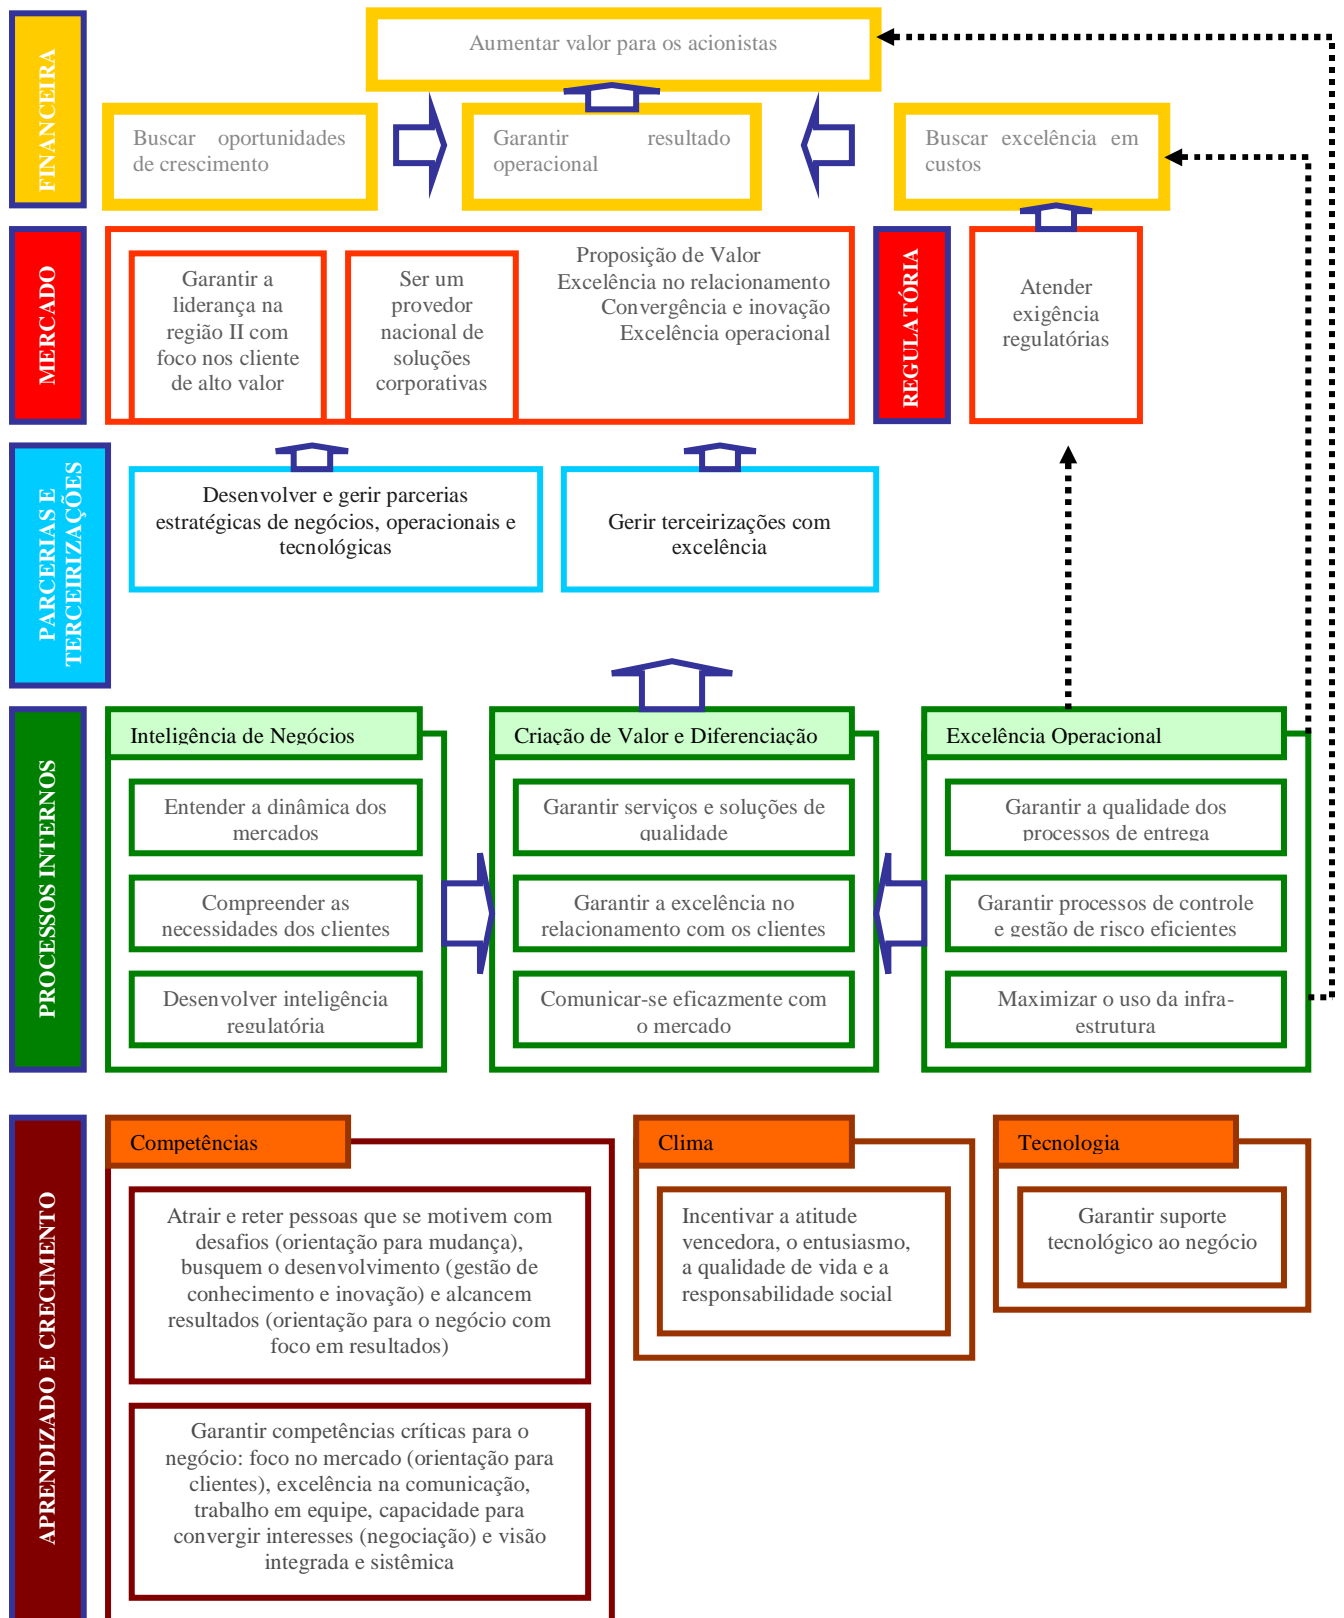 FINANCEIRA
Aumentar valor para os acionistas
Buscar oportunidades
de crescimento
Garantir resultado
operacional
Buscar excelência em
custos
MERCADO
Garantir a
liderança na
região II com
foco nos cliente
de alto valor
Ser um
provedor
nacional de
soluções
corporativas
Proposição de Valor
Excelência no relacionamento
Convergência e inovação
Excelência operacional
REGULATÓRIA
Atender
exigência
regulatórias
PARCERIAS E
TERCEIRIZAÇÕES
Desenvolver e gerir parcerias
estratégicas de negócios, operacionais e
tecnológicas
Gerir terceirizações com
excelência
PROCESSOS INTERNOS
Inteligência de Negócios
Entender a dinâmica dos
mercados
Compreender as
necessidades dos clientes
Desenvolver inteligência
regulatória
Criação de Valor e Diferenciação
Garantir serviços e soluções de
qualidade
Garantir a excelência no
relacionamento com os clientes
Comunicar-se eficazmente com
o mercado
Excelência Operacional
Garantir a qualidade dos
processos de entrega
Garantir processos de controle
e gestão de risco eficientes
Maximizar o uso da infra-
estrutura
APRENDIZADO E CRECIMENTO
Competências
Atrair e reter pessoas que se motivem com
desafios (orientação para mudança),
busquem o desenvolvimento (gestão de
conhecimento e inovação) e alcancem
resultados (orientação para o negócio com
foco em resultados)
Garantir competências críticas para o
negócio: foco no mercado (orientação para
clientes), excelência na comunicação,
trabalho em equipe, capacidade para
convergir interesses (negociação) e visão
integrada e sistêmica
Clima
Incentivar a atitude
vencedora, o entusiasmo,
a qualidade de vida e a
responsabilidade social
Tecnologia
Garantir suporte
tecnológico ao negócio